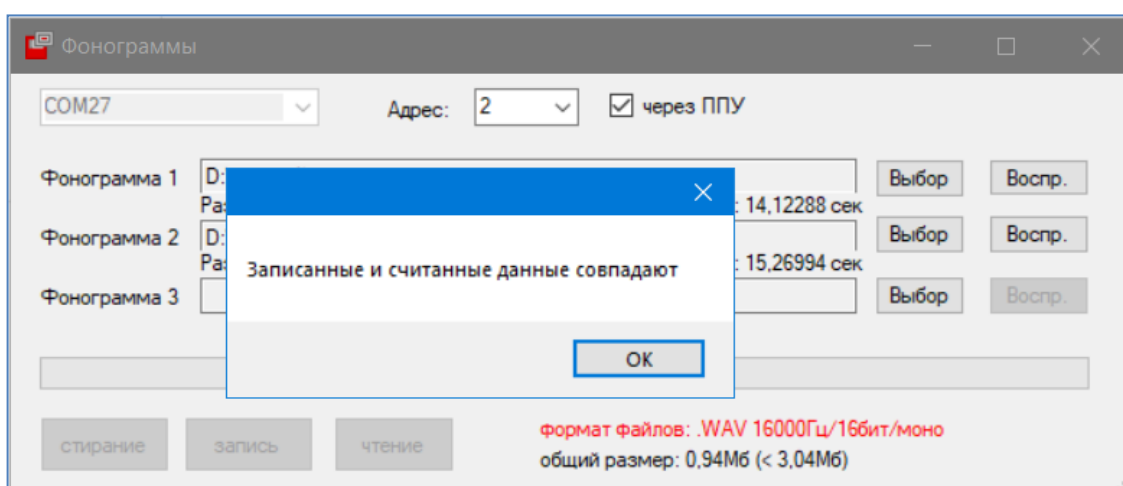 Фонограммы
COM27 Адрес: 2 через ППУ
Фонограмма 1 D: Выбор Воспр.
: 14,12288 сек
Фонограмма 2 D: Выбор Воспр.
: 15,26994 сек
Записанные и считанные данные совпадают
Фонограмма 3 Выбор Воспр.
OK
стирание запись чтение
формат файлов: .WAV 16000Гц/16бит/моно
общий размер: 0,94Мб (< 3,04Мб)